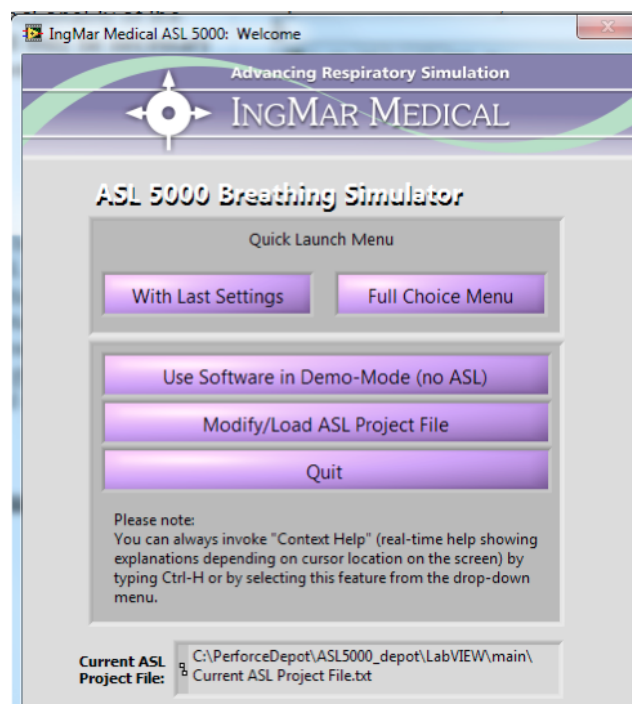 IngMar Medical ASL 5000: Welcome
Advancing Respiratory Simulation
INGMAR MEDICAL
ASL 5000 Breathing Simulator
Quick Launch Menu
With Last Settings
Full Choice Menu
Use Software in Demo-Mode (no ASL)
Modify/Load ASL Project File
Quit
Please note:
You can always invoke "Context Help" (real-time help showing
explanations depending on cursor location on the screen) by
typing Ctrl-H or by selecting this feature from the drop-down
menu.
Current ASL
Project File:
C:\PerforceDepot\ASL5000_depot\LabVIEW\main\
Current ASL Project File.txt